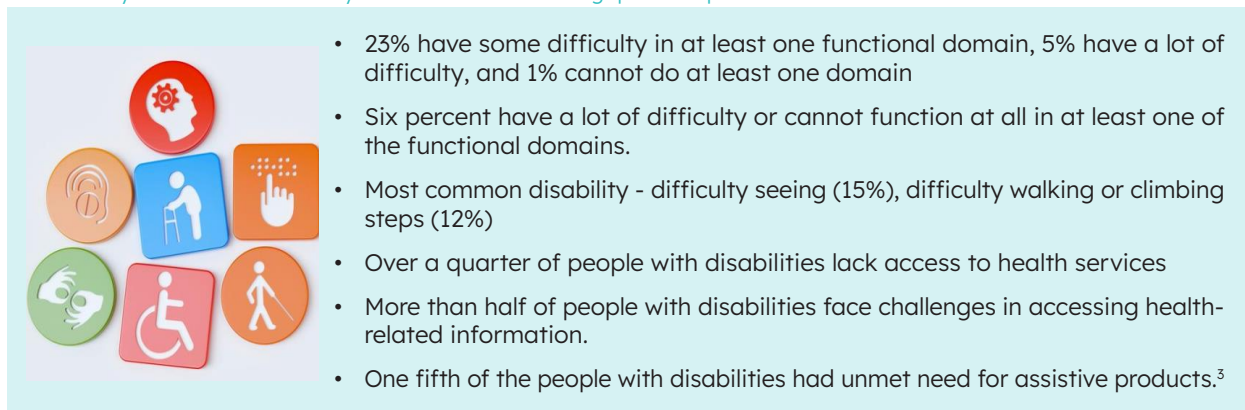 • 23% have some difficulty in at least one functional domain, 5% have a lot of
difficulty, and 1% cannot do at least one domain
• Six percent have a lot of difficulty or cannot function at all in at least one of
the functional domains.
• Most common disability - difficulty seeing (15%), difficulty walking or climbing
steps (12%)
• Over a quarter of people with disabilities lack access to health services
• More than half of people with disabilities face challenges in accessing health-
related information.
• One fifth of the people with disabilities had unmet need for assistive products.³